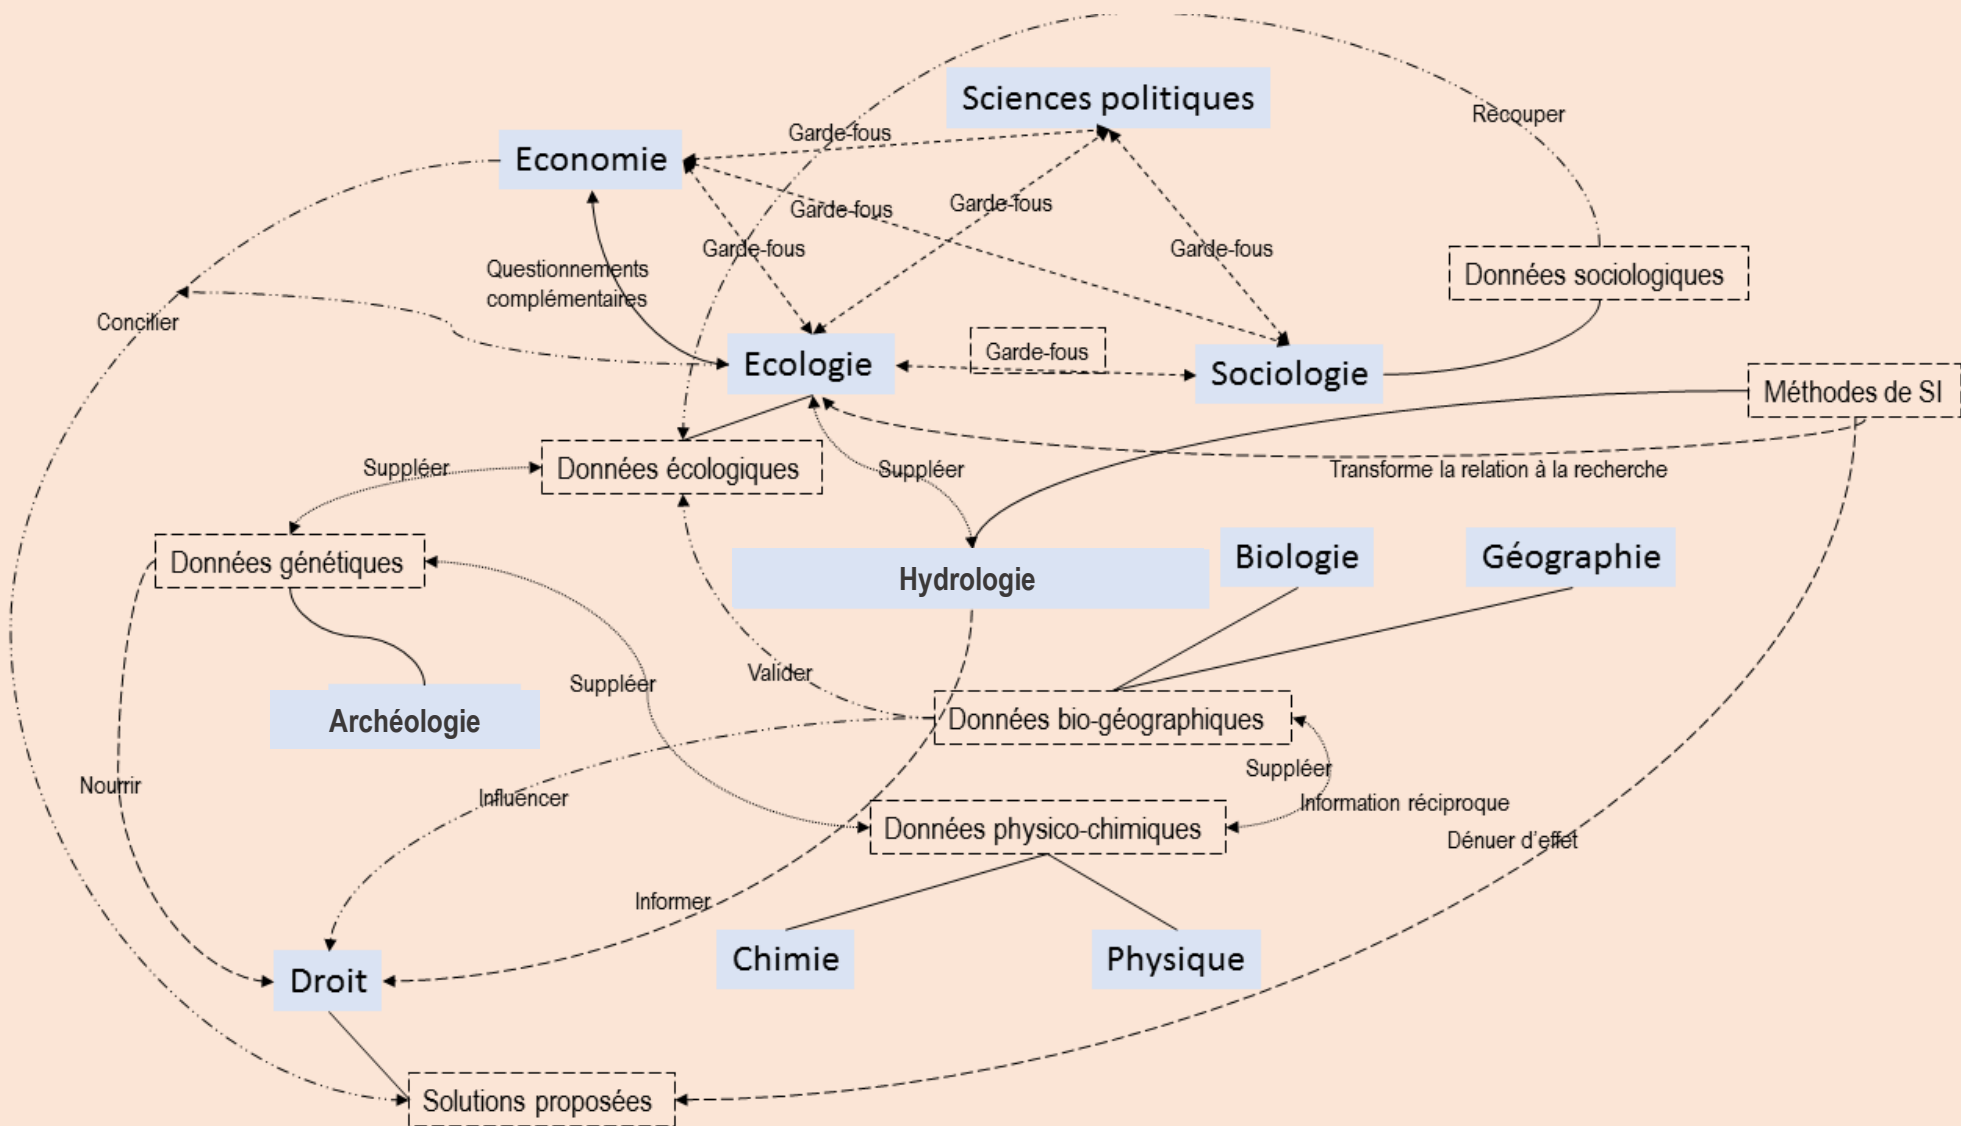 Sciences politiques
Recouper
Garde-fous
Economie
Garde-fous
Garde-fous
Garde-fous
Garde-fous
Questionnements
complémentaires
Données sociologiques
Concilier
Garde-fous
Ecologie
Sociologie
Méthodes de SI
Suppléer
Données écologiques
Suppléer
Transforme la relation à la recherche
Données génétiques
Hydrologie
Biologie
Géographie
Suppléer
Valider
Archéologie
Données bio-géographiques
Nourrir
Influencer
Suppléer
Information réciproque
Données physico-chimiques
Dénuer d'effet
Informer
Chimie
Physique
Droit
Solutions proposées